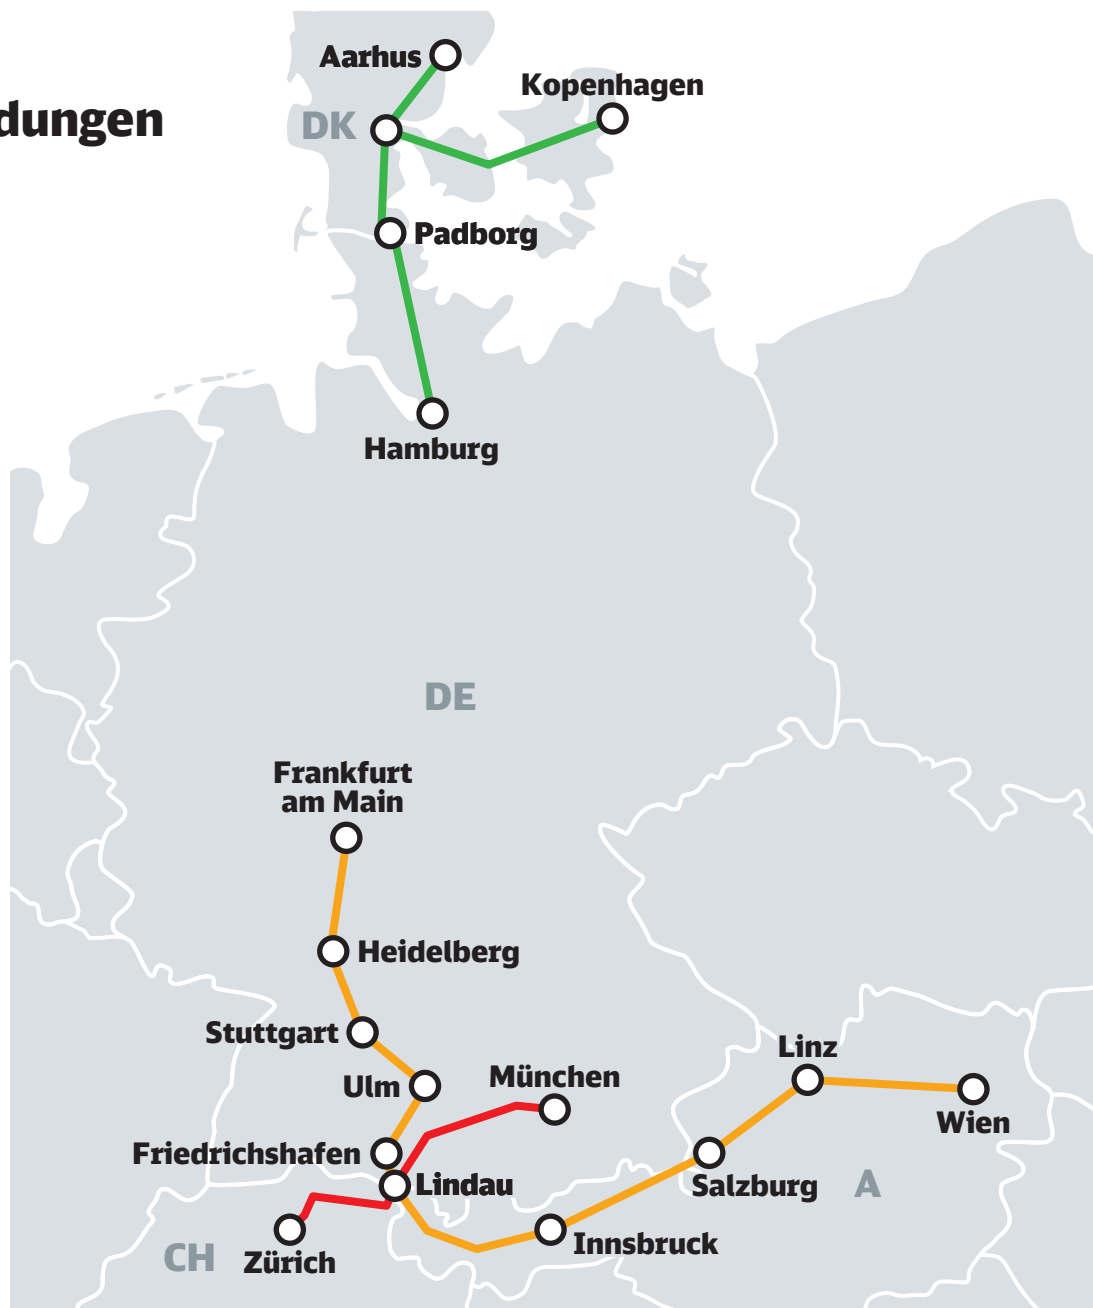 Aarhus
Kopenhagen
dungen
DK
Padborg
Hamburg
DE
Frankfurt
am Main
Heidelberg
Stuttgart
Linz
München
Ulm
Wien
Friedrichshafen
Lindau
Salzburg
A
Innsbruck
CH
Zürich